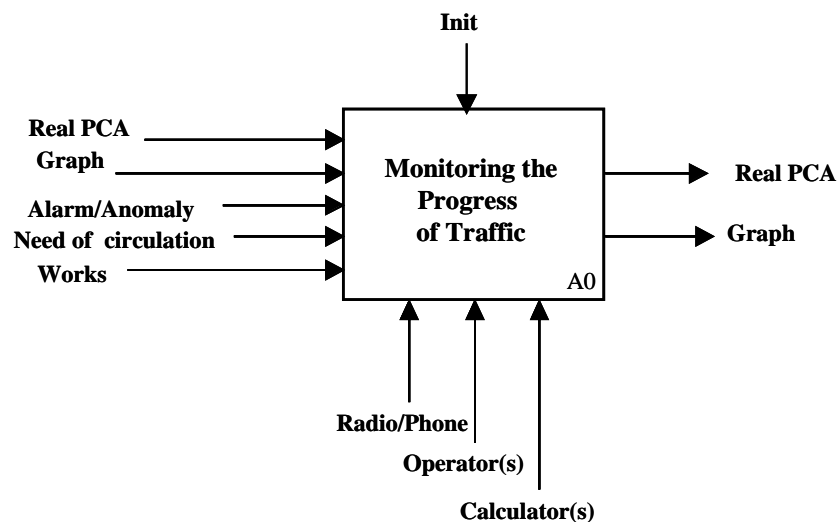 Init
Real PCA
Graph
Alarm/Anomaly
Need of circulation
Works
Monitoring the
Progress
of Traffic
A0
Real PCA
Graph
Radio/Phone
Operator(s)
Calculator(s)